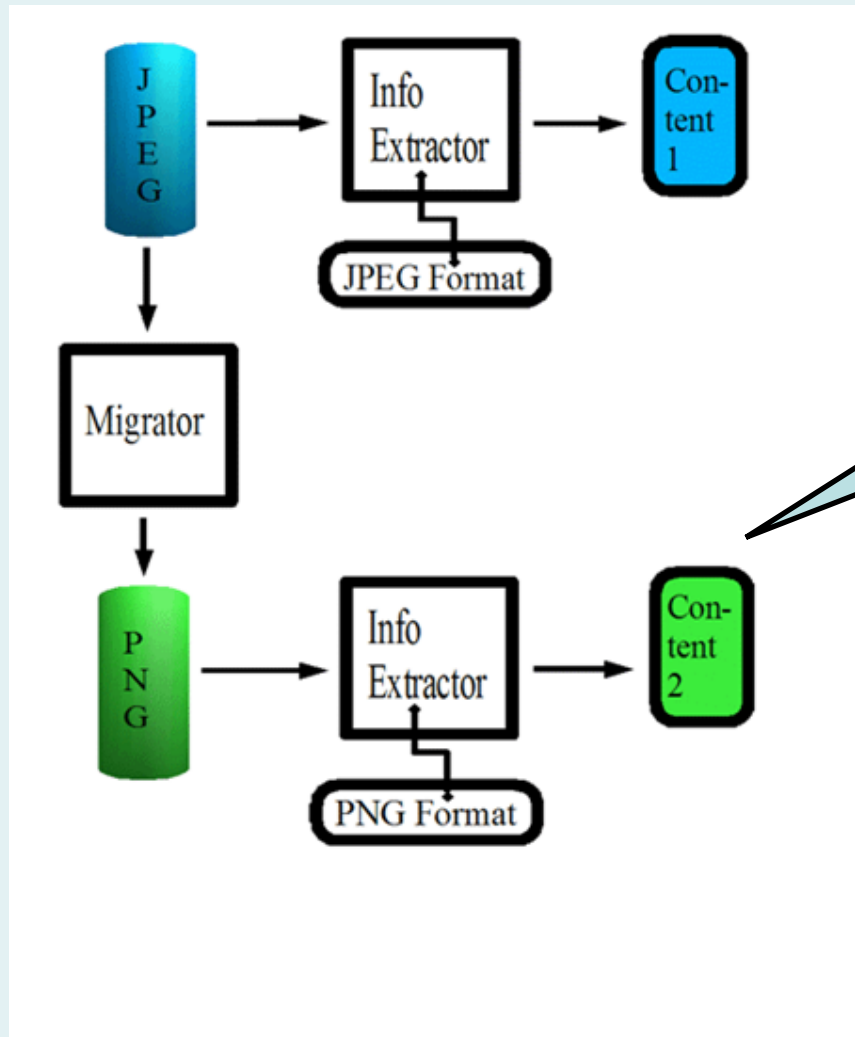 J
P
E
G
Info
Extractor
Con-
tent
1
JPEG Format
Migrator
P
N
G
Info
Extractor
Con-
tent
2
PNG Format